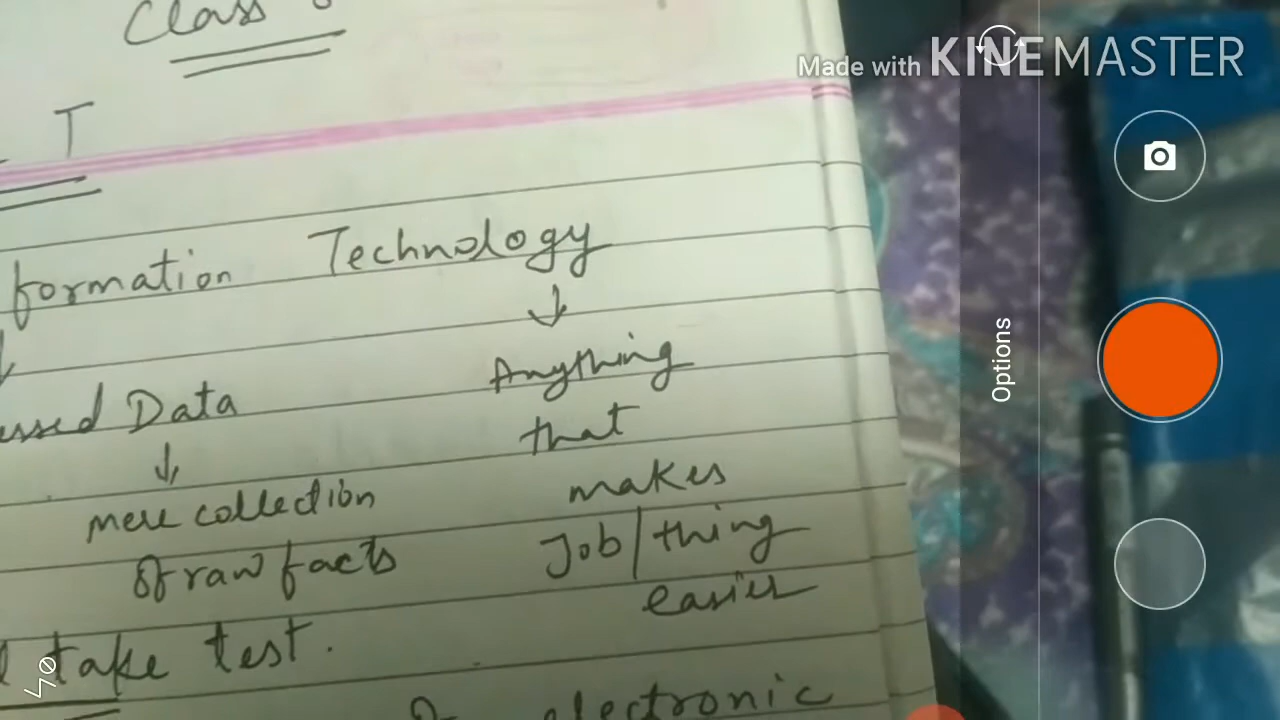 Class
Made with KINEMASTER
T
formation Technology
Anything
essed Data
that
mere collection
makes
of raw facts
Job/thing
easier
take test.
electronic
Options